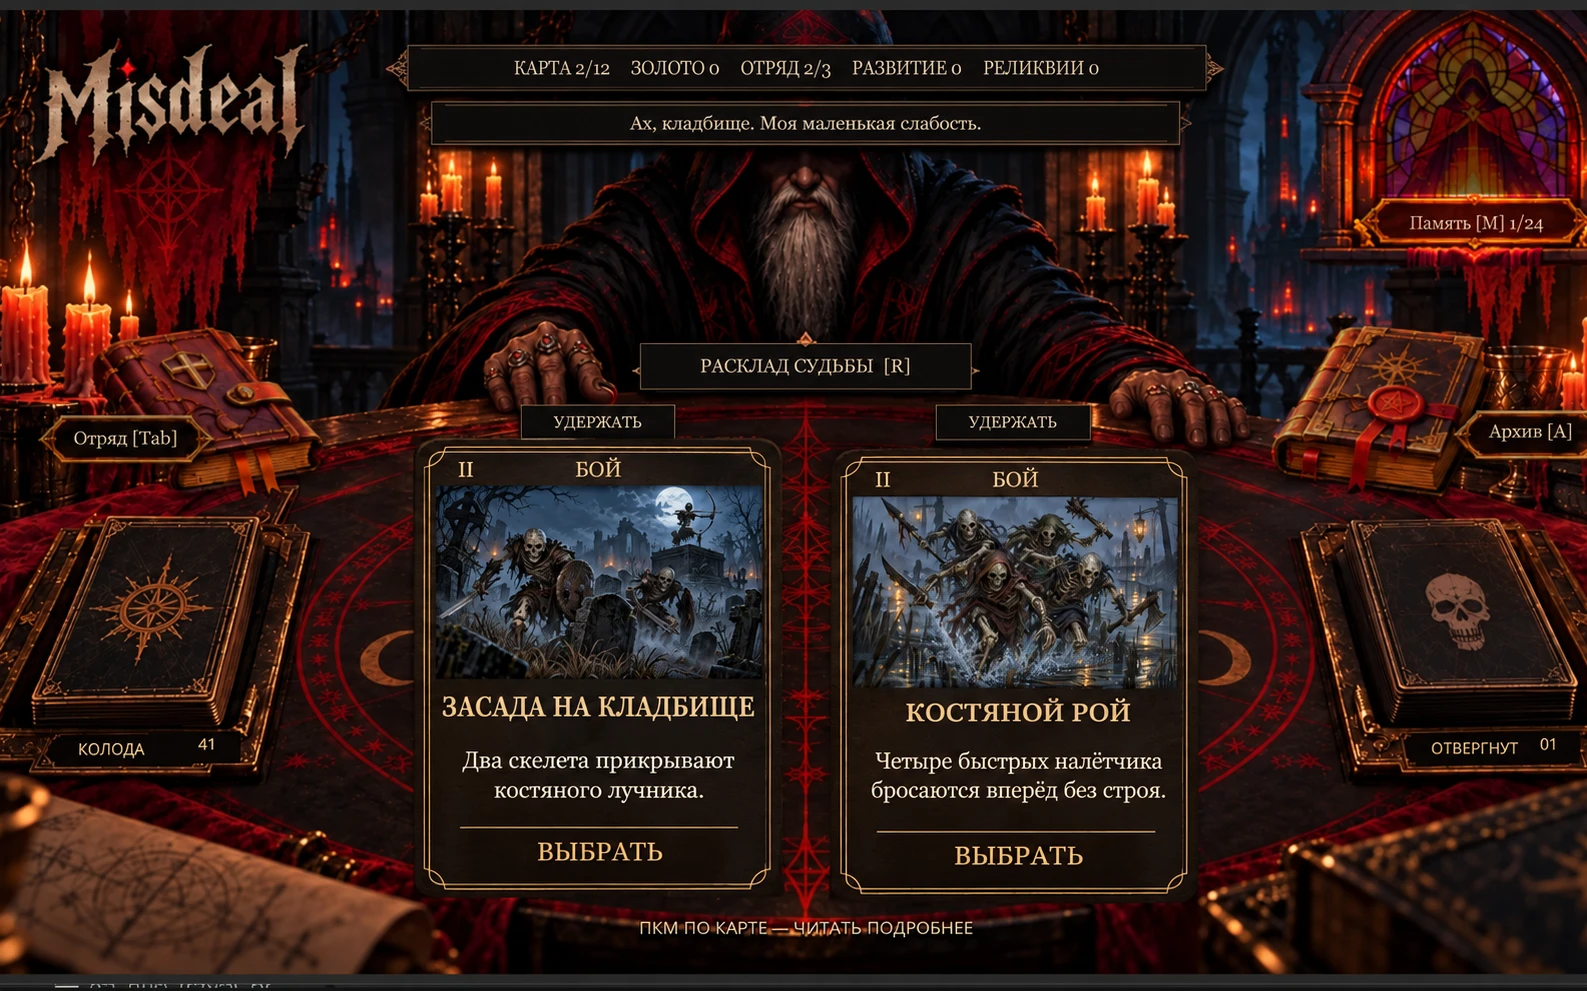 Misdeal
КАРТА 2/12 ЗОЛОТО 0 ОТРЯД 2/3 РАЗВИТИЕ 0 РЕЛИКВИИ 0
Ах, кладбище. Моя маленькая слабость.
Память [M] 1/24
РАСКЛАД СУДЬБЫ [R]
Отряд [Tab]
Архив [A]
УДЕРЖАТЬ
II БОЙ
ЗАСАДА НА КЛАДБИЩЕ
Два скелета прикрывают
костяного лучника.
ВЫБРАТЬ
УДЕРЖАТЬ
II БОЙ
КОСТЯНОЙ РОЙ
Четыре быстрых налётчика
бросаются вперёд без строя.
ВЫБРАТЬ
КОЛОДА 41
ОТВЕРГНУТ 01
ПКМ ПО КАРТЕ — ЧИТАТЬ ПОДРОБНЕЕ